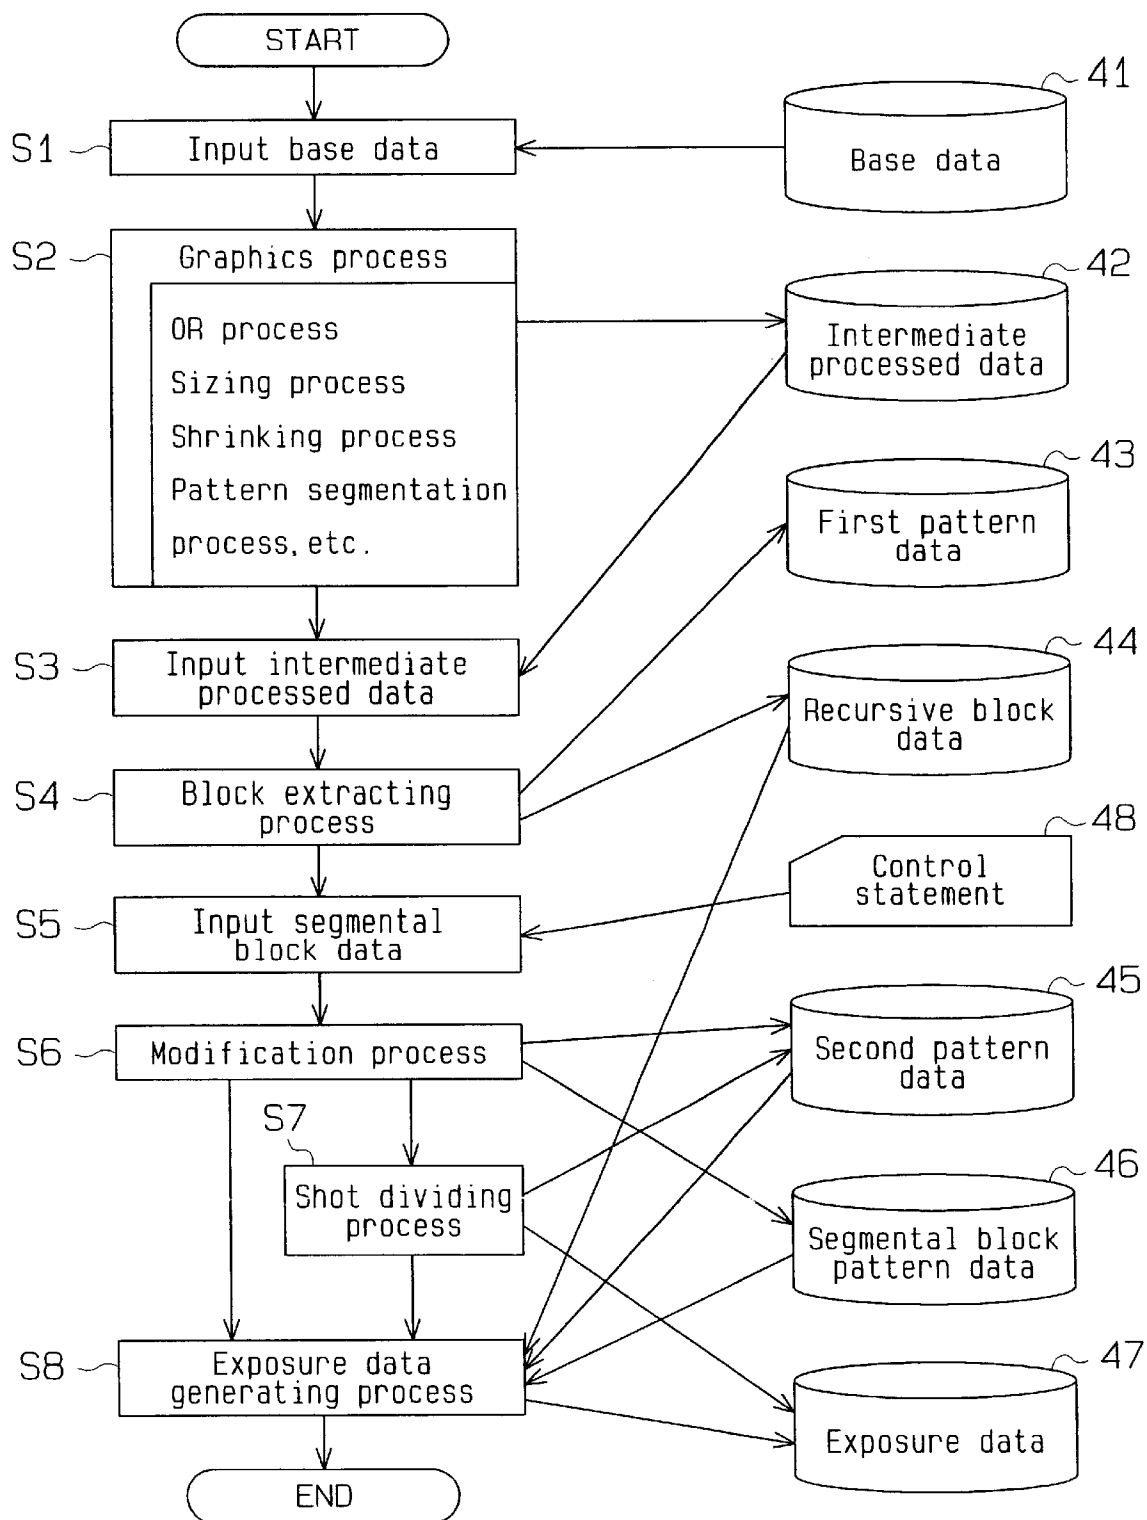 START
41
S1
Input base data
Base data
S2
Graphics process
OR process
Sizing process
Shrinking process
Pattern segmentation
process, etc.
42
Intermediate
processed data
43
First pattern
data
S3
Input intermediate
processed data
44
Recursive block
data
S4
Block extracting
process
48
Control
statement
S5
Input segmental
block data
45
Second pattern
data
S6
Modification process
S7
Shot dividing
process
46
Segmental block
pattern data
S8
Exposure data
generating process
47
Exposure data
END